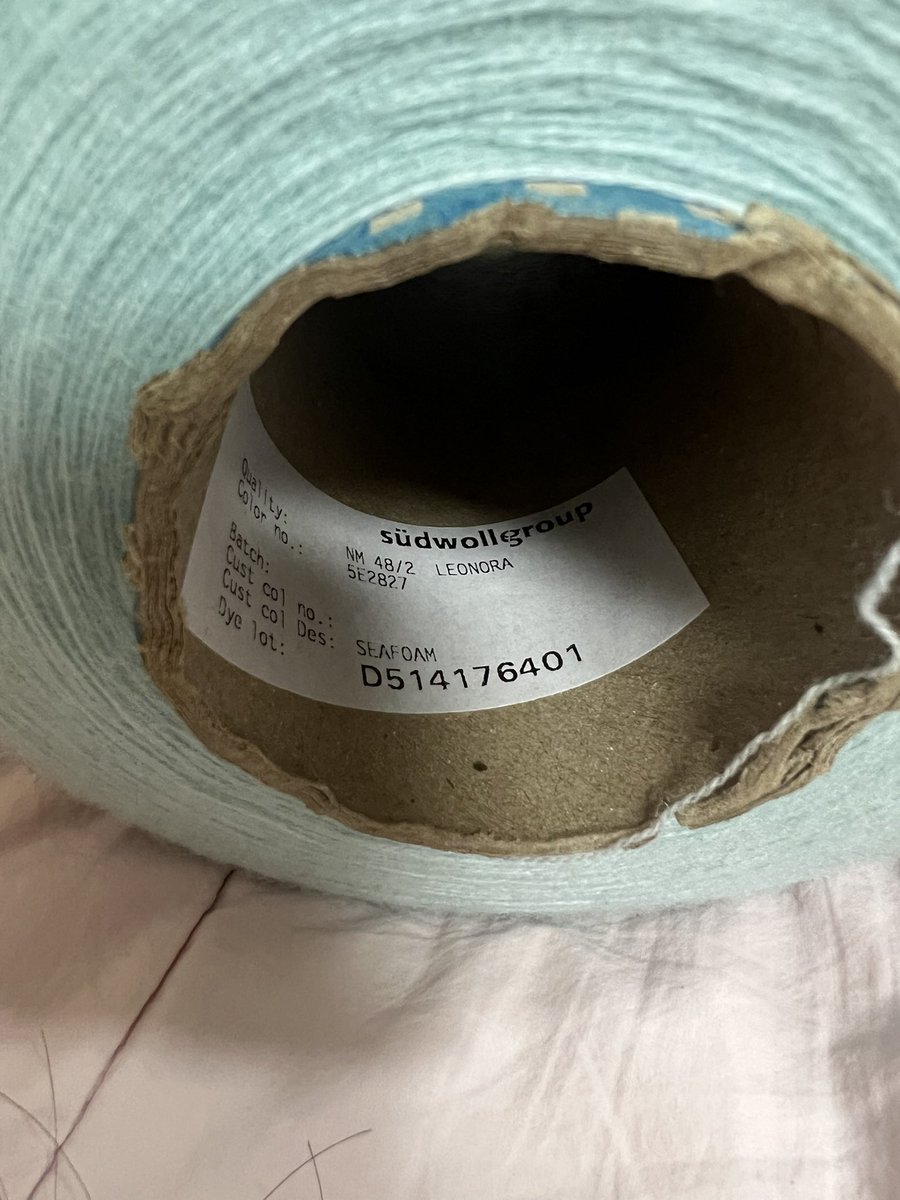 südwollegroup
Quality: NM 48/2 LEONORA
Color no.: 5E2827
Batch:
Cust col no.:
Cust col Des: SEAFOAM
Dye lot: D514176401